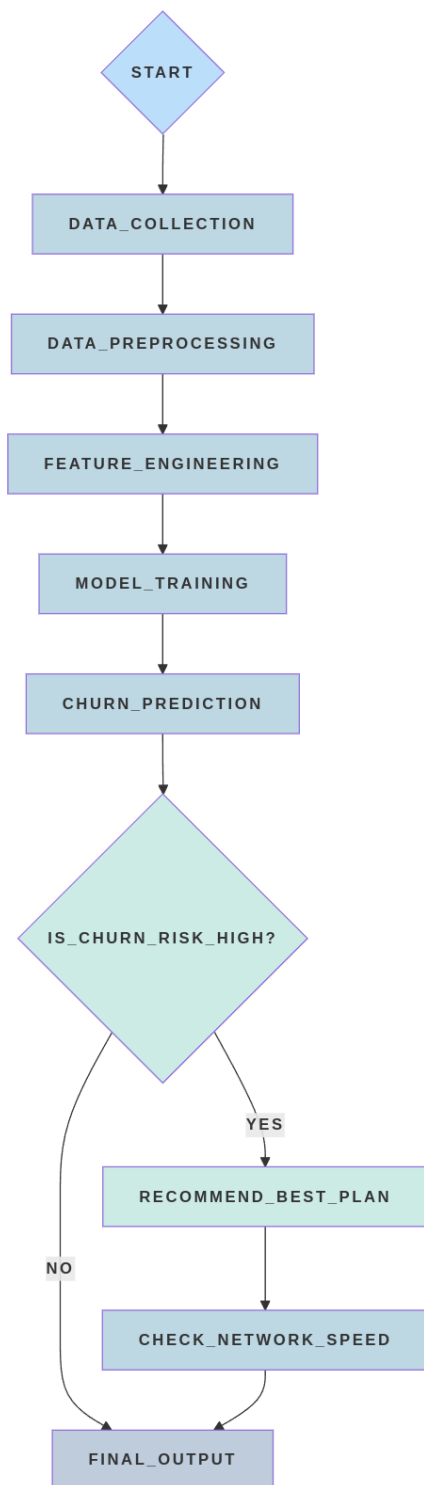 START
DATA_COLLECTION
DATA_PREPROCESSING
FEATURE_ENGINEERING
MODEL_TRAINING
CHURN_PREDICTION
IS_CHURN_RISK_HIGH?
YES
RECOMMEND_BEST_PLAN
NO
CHECK_NETWORK_SPEED
FINAL_OUTPUT